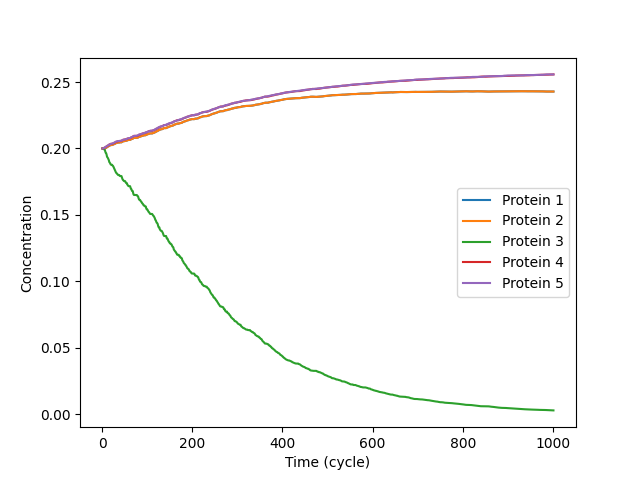 0.25
0.20
0.15
0.10
0.05
0.00
Concentration
Protein 1
Protein 2
Protein 3
Protein 4
Protein 5
0 200 400 600 800 1000
Time (cycle)